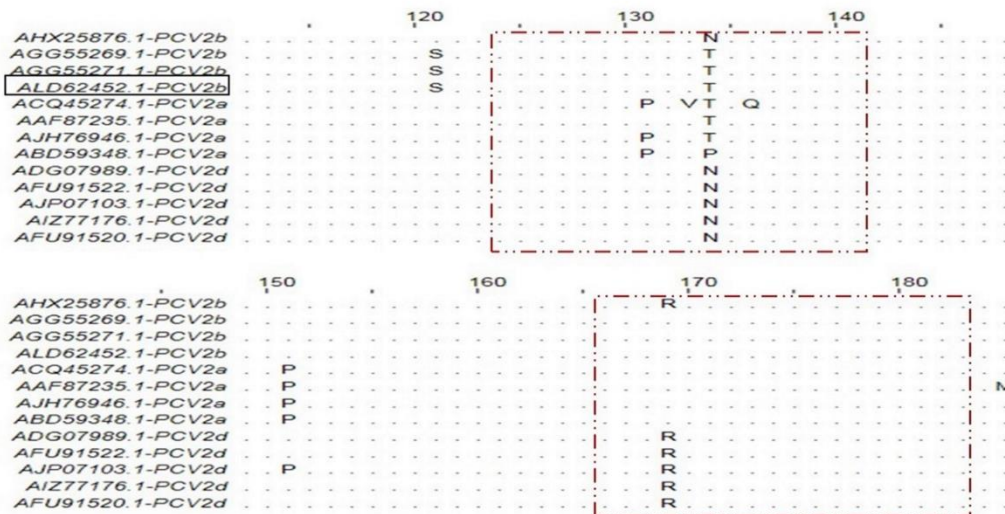 120 130 140
AHX25876.1-PCV2b N
AGG55269.1-PCV2b S T
AGG55271.1-PCV2b S T
ALD62452.1-PCV2b S T
ACQ45274.1-PCV2a P V T Q
AAF87235.1-PCV2a T
AJH76946.1-PCV2a P T
ABD59348.1-PCV2a P P
ADG07989.1-PCV2d N
AFU91522.1-PCV2d N
AJP07103.1-PCV2d N
AIZ77176.1-PCV2d N
AFU91520.1-PCV2d N
150 160 170 180
AHX25876.1-PCV2b R
AGG55269.1-PCV2b
AGG55271.1-PCV2b
ALD62452.1-PCV2b
ACQ45274.1-PCV2a P
AAF87235.1-PCV2a P M
AJH76946.1-PCV2a P
ABD59348.1-PCV2a P
ADG07989.1-PCV2d R
AFU91522.1-PCV2d R
AJP07103.1-PCV2d P R
AIZ77176.1-PCV2d R
AFU91520.1-PCV2d R